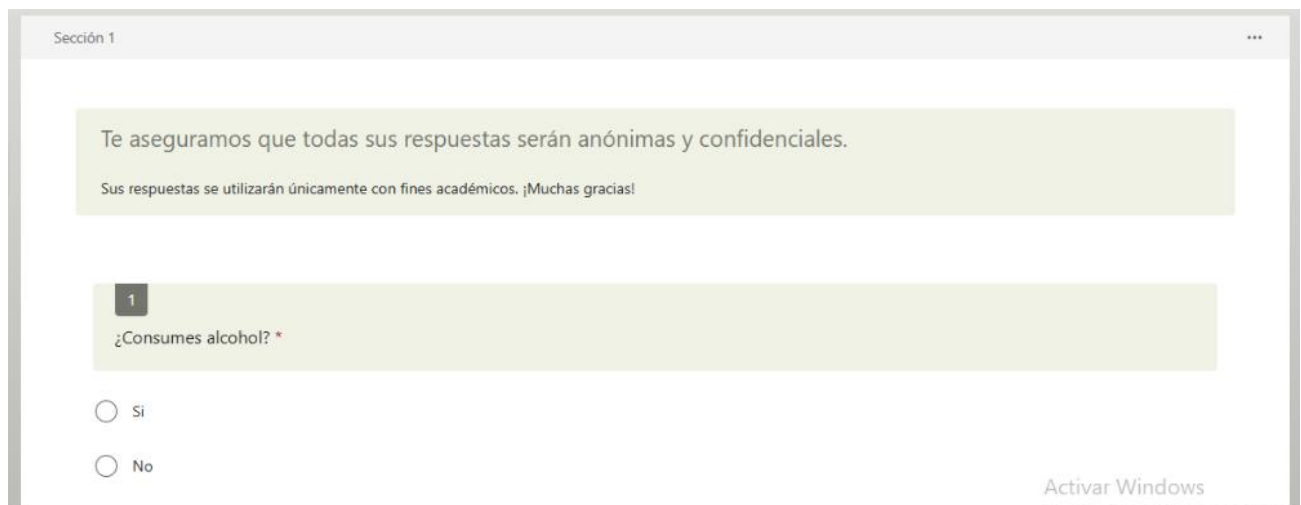 Sección 1
...
Te aseguramos que todas sus respuestas serán anónimas y confidenciales.
Sus respuestas se utilizarán únicamente con fines académicos. ¡Muchas gracias!
1
¿Consumes alcohol? *
Si
No
Activar Windows